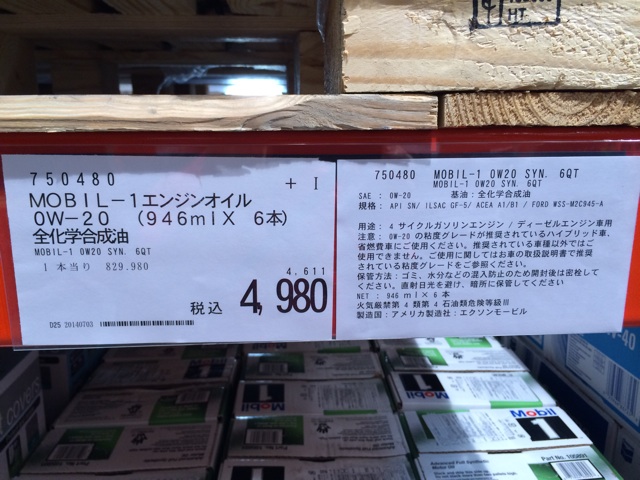 HT
750480
+ I
MOBIL-1エンジンオイル
0W-20 (946mlX 6本)
全化学合成油
MOBIL-1 0W20 SYN. 6QT
1本当り 829.980
4,611
税込 4,980
D25 20140703
750480 MOBIL-1 0W20 SYN. 6QT
MOBIL-1 0W20 SYN. 6QT
SAE : 0W-20 基油:全化学合成油
規格: API SN/ ILSAC GF-5/ ACEA A1/B1 / FORD WSS-M2C945-A
用途:4サイクルガソリンエンジン / ディーゼルエンジン車用
注意:0W-20 の粘度グレードが推奨されているハイブリッド車、
省燃費車にご使用ください。推奨されている車種以外ではご
使用できません。ご使用に関してはお車の取扱説明書で推奨
されている粘度グレードをご参照ください。
保管方法:ゴミ、水分などの混入防止のため開封後は密栓して
ください。直射日光を避け、暗所に保管してください。
NET : 946 ml×6本
火気厳禁第4類第4石油類危険等級Ⅲ
製造国:アメリカ製造社:エクソンモービル
Mobil 1
Mobil 1
Mobil 1
Advanced Full Synthetic
Motor Oil
Part No.